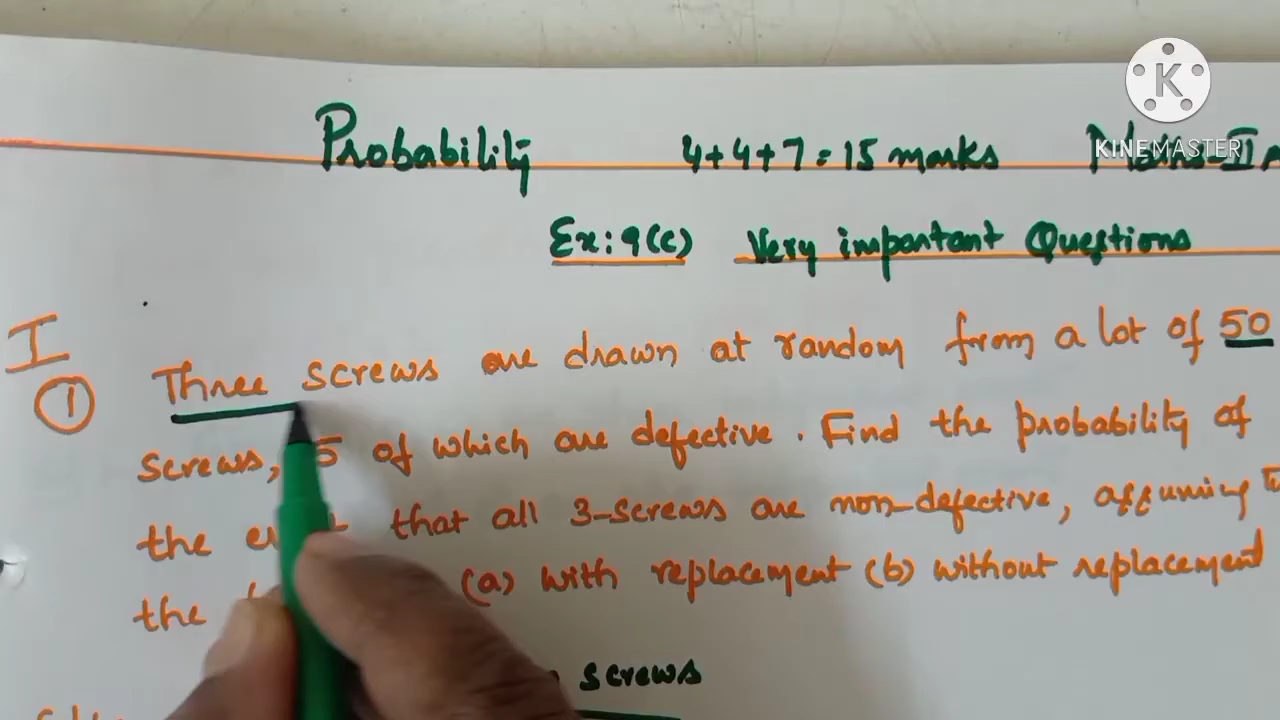 K
KINEMASTER
Probability 4+4+7=15 marks
Ex: 9(c) Very important Questions
I
① Three screws are drawn at random from a lot of 50
screws, 5 of which are defective. Find the probability of
the that all 3-screws are non-defective, assuming
the (a) with replacement (b) without replacement
screws